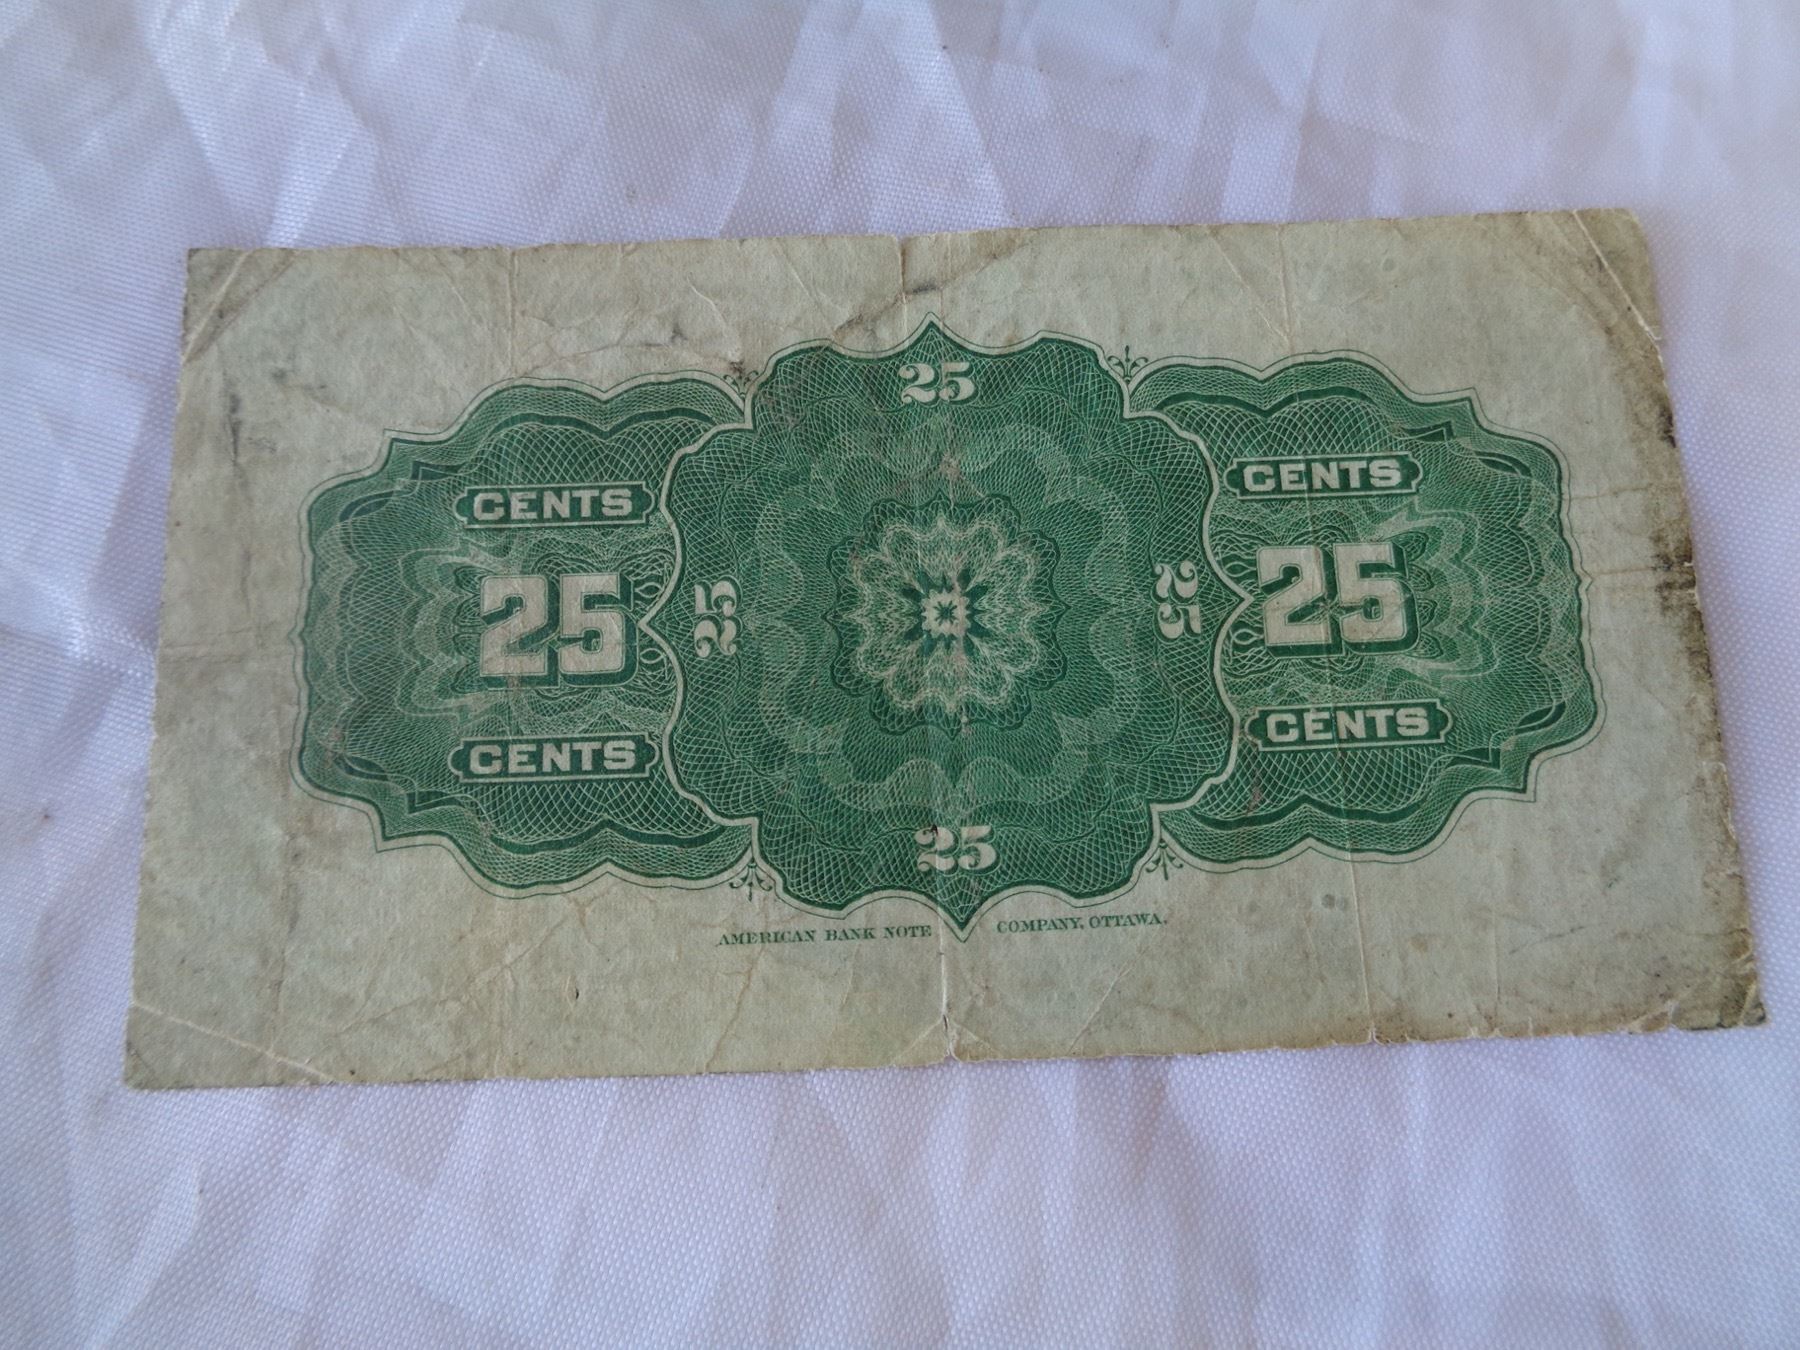 25
CENTS CENTS
25 25 25 25
CENTS CENTS
25
AMERICAN BANK NOTE COMPANY, OTTAWA.